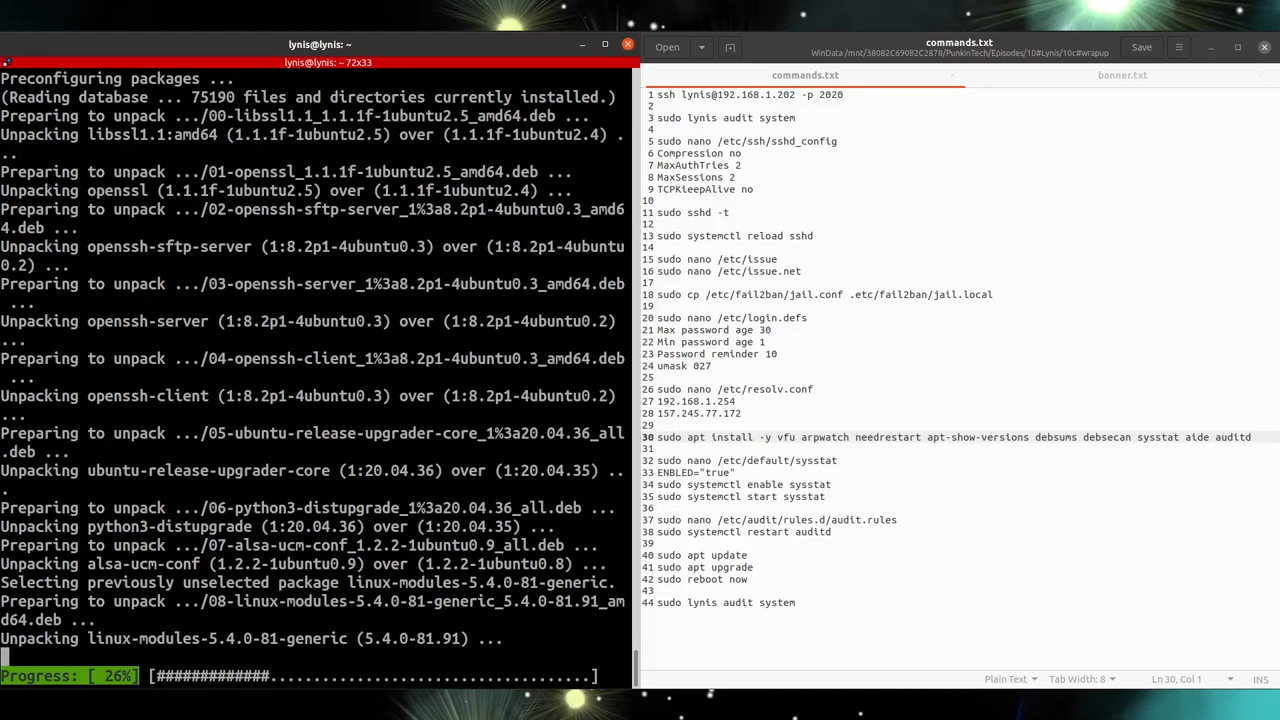 lynis@lynis: ~
lynis@lynis: ~ 72x33
Preconfiguring packages ...
(Reading database ... 75190 files and directories currently installed.)
Preparing to unpack .../00-libssl1.1_1.1.1f-1ubuntu2.5_amd64.deb ...
Unpacking libssl1.1:amd64 (1.1.1f-1ubuntu2.5) over (1.1.1f-1ubuntu2.4) .
..
Preparing to unpack .../01-openssl_1.1.1f-1ubuntu2.5_amd64.deb ...
Unpacking openssl (1.1.1f-1ubuntu2.5) over (1.1.1f-1ubuntu2.4) ...
Preparing to unpack .../02-openssh-sftp-server_1%3a8.2p1-4ubuntu0.3_amd6
4.deb ...
Unpacking openssh-sftp-server (1:8.2p1-4ubuntu0.3) over (1:8.2p1-4ubuntu
0.2) ...
Preparing to unpack .../03-openssh-server_1%3a8.2p1-4ubuntu0.3_amd64.deb
 ...
Unpacking openssh-server (1:8.2p1-4ubuntu0.3) over (1:8.2p1-4ubuntu0.2)
...
Preparing to unpack .../04-openssh-client_1%3a8.2p1-4ubuntu0.3_amd64.deb
 ...
Unpacking openssh-client (1:8.2p1-4ubuntu0.3) over (1:8.2p1-4ubuntu0.2)
...
Preparing to unpack .../05-ubuntu-release-upgrader-core_1%3a20.04.36_all
.deb ...
Unpacking ubuntu-release-upgrader-core (1:20.04.36) over (1:20.04.35) ..
.
Preparing to unpack .../06-python3-distupgrade_1%3a20.04.36_all.deb ...
Unpacking python3-distupgrade (1:20.04.36) over (1:20.04.35) ...
Preparing to unpack .../07-alsa-ucm-conf_1.2.2-1ubuntu0.9_all.deb ...
Unpacking alsa-ucm-conf (1.2.2-1ubuntu0.9) over (1.2.2-1ubuntu0.8) ...
Selecting previously unselected package linux-modules-5.4.0-81-generic.
Preparing to unpack .../08-linux-modules-5.4.0-81-generic_5.4.0-81.91_am
d64.deb ...
Unpacking linux-modules-5.4.0-81-generic (5.4.0-81.91) ...
Progress: [ 26%] [#############.....................................]
Open commands.txt Save
WinData /mnt/38082C69082C2878/PunkinTech/Episodes/10#Lynis/10c#wrapup
commands.txt × banner.txt ×
1 ssh lynis@192.168.1.202 -p 2020
2
3 sudo lynis audit system
4
5 sudo nano /etc/ssh/sshd_config
6 Compression no
7 MaxAuthTries 2
8 MaxSessions 2
9 TCPKieepAlive no
10
11 sudo sshd -t
12
13 sudo systemctl reload sshd
14
15 sudo nano /etc/issue
16 sudo nano /etc/issue.net
17
18 sudo cp /etc/fail2ban/jail.conf .etc/fail2ban/jail.local
19
20 sudo nano /etc/login.defs
21 Max password age 30
22 Min password age 1
23 Password reminder 10
24 umask 027
25
26 sudo nano /etc/resolv.conf
27 192.168.1.254
28 157.245.77.172
29
30 sudo apt install -y vfu arpwatch needrestart apt-show-versions debsums debsecan sysstat aide auditd
31
32 sudo nano /etc/default/sysstat
33 ENBLED="true"
34 sudo systemctl enable sysstat
35 sudo systemctl start sysstat
36
37 sudo nano /etc/audit/rules.d/audit.rules
38 sudo systemctl restart auditd
39
40 sudo apt update
41 sudo apt upgrade
42 sudo reboot now
43
44 sudo lynis audit system
Plain Text Tab Width: 8 Ln 30, Col 1 INS